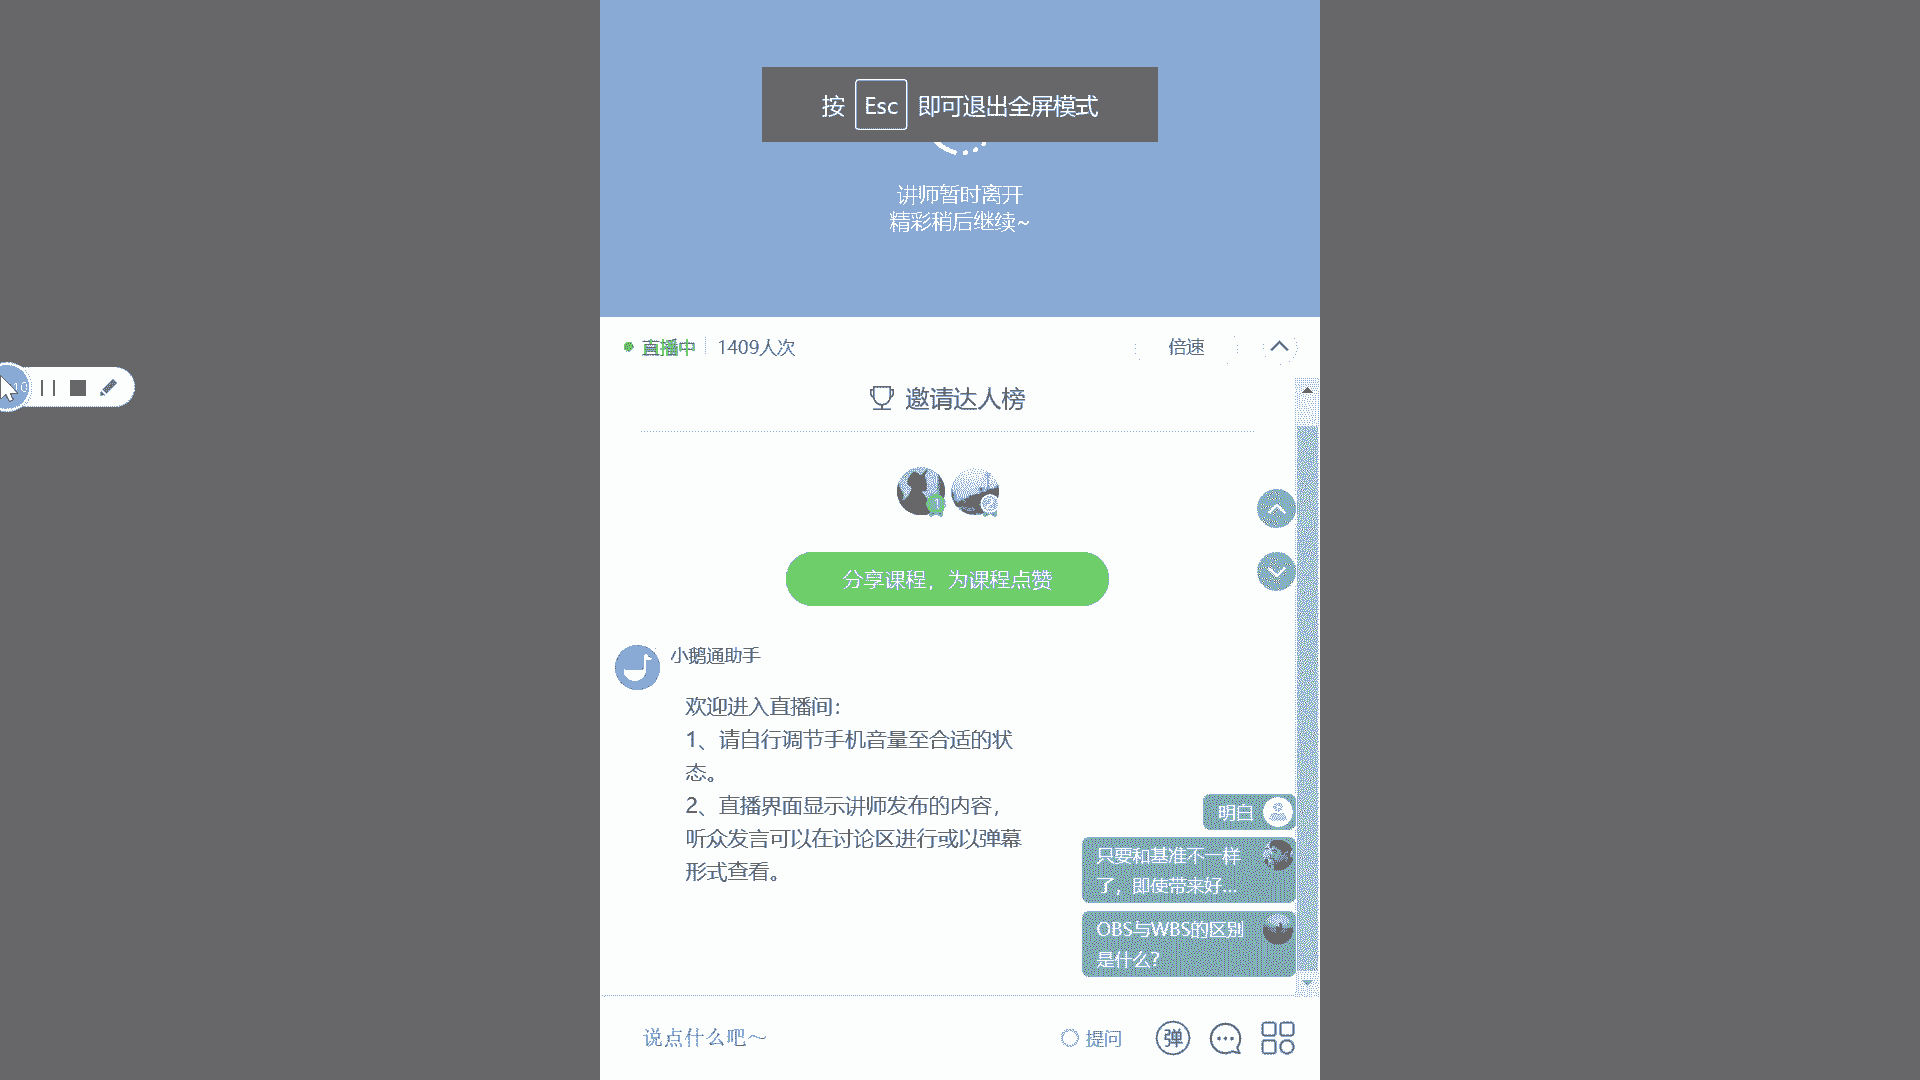 按 Esc 即可退出全屏模式
讲师暂时离开
精彩稍后继续~
直播中 1409人次 倍速
邀请达人榜
1 2
分享课程，为课程点赞
小鹅通助手
欢迎进入直播间：
1、请自行调节手机音量至合适的状
态。
2、直播界面显示讲师发布的内容，
听众发言可以在讨论区进行或以弹幕
形式查看。
明白
只要和基准不一样
了，即使带来好...
OBS与WBS的区别
是什么?
说点什么吧~ 提问 弹